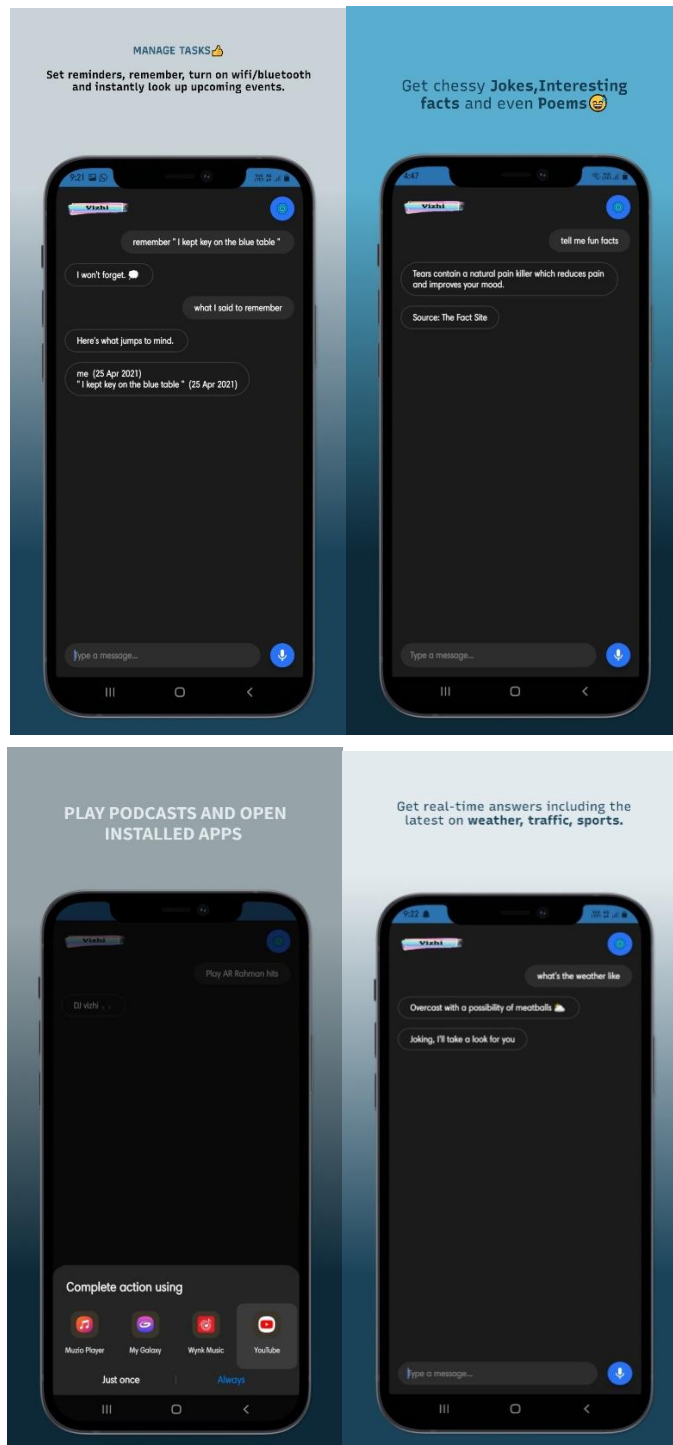 MANAGE TASKS👍
Set reminders, remember, turn on wifi/bluetooth
and instantly look up upcoming events.
9:21
Vizhi
remember " I kept key on the blue table "
I won't forget. 💭
what I said to remember
Here's what jumps to mind.
me (25 Apr 2021)
" I kept key on the blue table " (25 Apr 2021)
Type a message...
Get chessy Jokes,Interesting
facts and even Poems😅
4:47
Vizhi
tell me fun facts
Tears contain a natural pain killer which reduces pain
and improves your mood.
Source: The Fact Site
Type a message...
PLAY PODCASTS AND OPEN
INSTALLED APPS
Vizhi
Play AR Rahman hits
DJ vizhi
Complete action using
Muzio Player
My Galaxy
Wynk Music
YouTube
Just once
Always
Get real-time answers including the
latest on weather, traffic, sports.
9:22
Vizhi
what's the weather like
Overcast with a possibility of meatballs 🌥️
Joking, I'll take a look for you
Type a message...